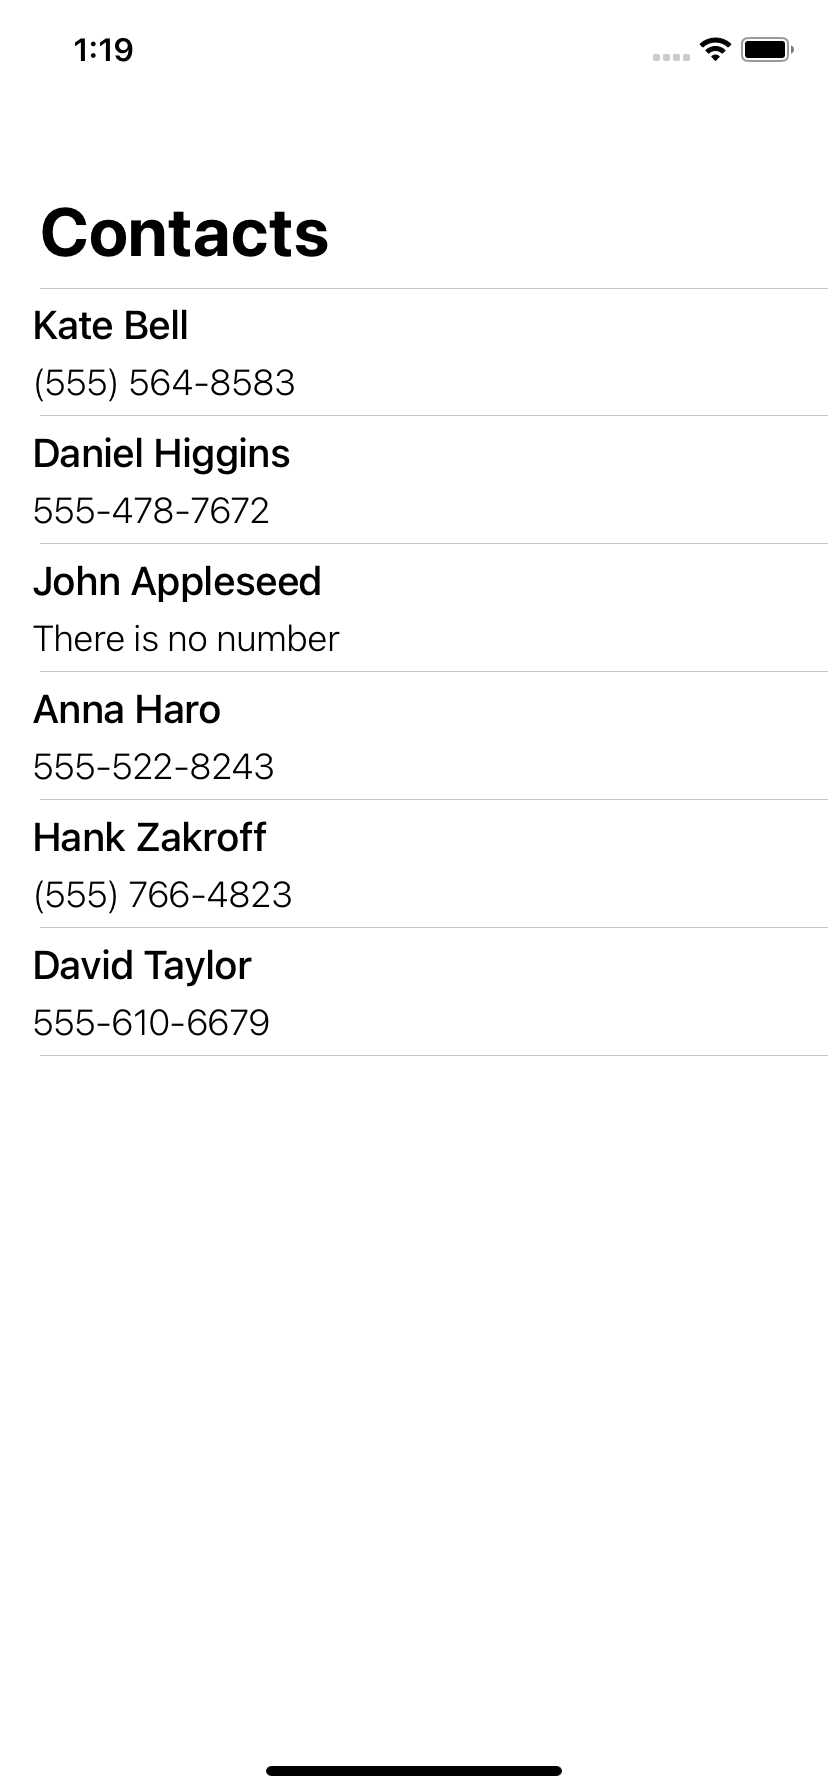 1:19
Contacts
Kate Bell
(555) 564-8583
Daniel Higgins
555-478-7672
John Appleseed
There is no number
Anna Haro
555-522-8243
Hank Zakroff
(555) 766-4823
David Taylor
555-610-6679